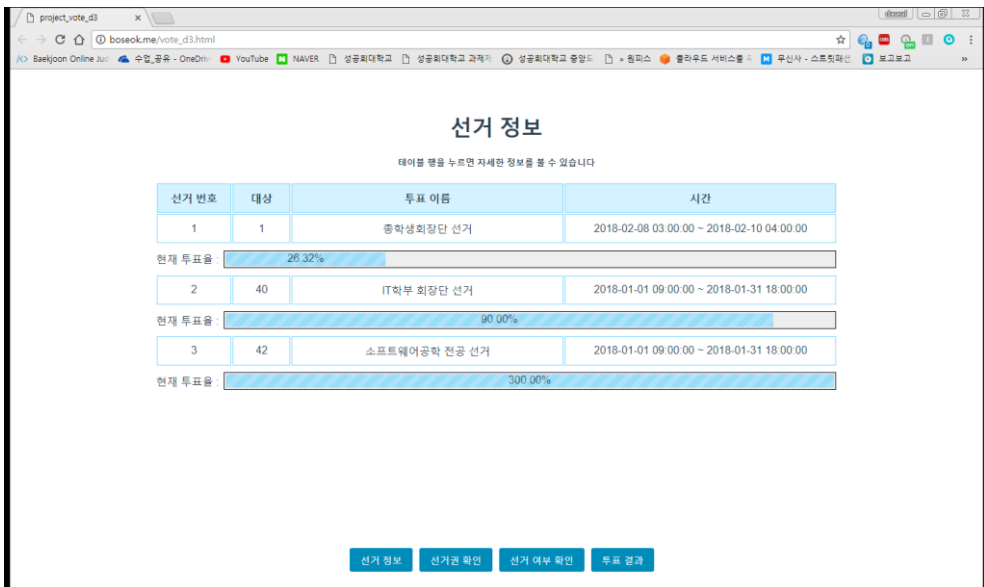 project_vote_d3
boseok.me/vote_d3.html
Baekjoon Online Jud 수업_공유 - OneDriv YouTube NAVER 성공회대학교 성공회대학교 과제제 성공회대학교 중앙도 » 원피스 클라우드 서비스를 무신사 - 스트릿패션 보고보고 »
선거 정보
테이블 행을 누르면 자세한 정보를 볼 수 있습니다
선거 번호 대상 투표 이름 시간
1 1 총학생회장단 선거 2018-02-08 03:00:00 ~ 2018-02-10 04:00:00
현재 투표율 : 26.32%
2 40 IT학부 회장단 선거 2018-01-01 09:00:00 ~ 2018-01-31 18:00:00
현재 투표율 : 90.00%
3 42 소프트웨어공학 전공 선거 2018-01-01 09:00:00 ~ 2018-01-31 18:00:00
현재 투표율 : 300.00%
선거 정보 선거권 확인 선거 여부 확인 투표 결과